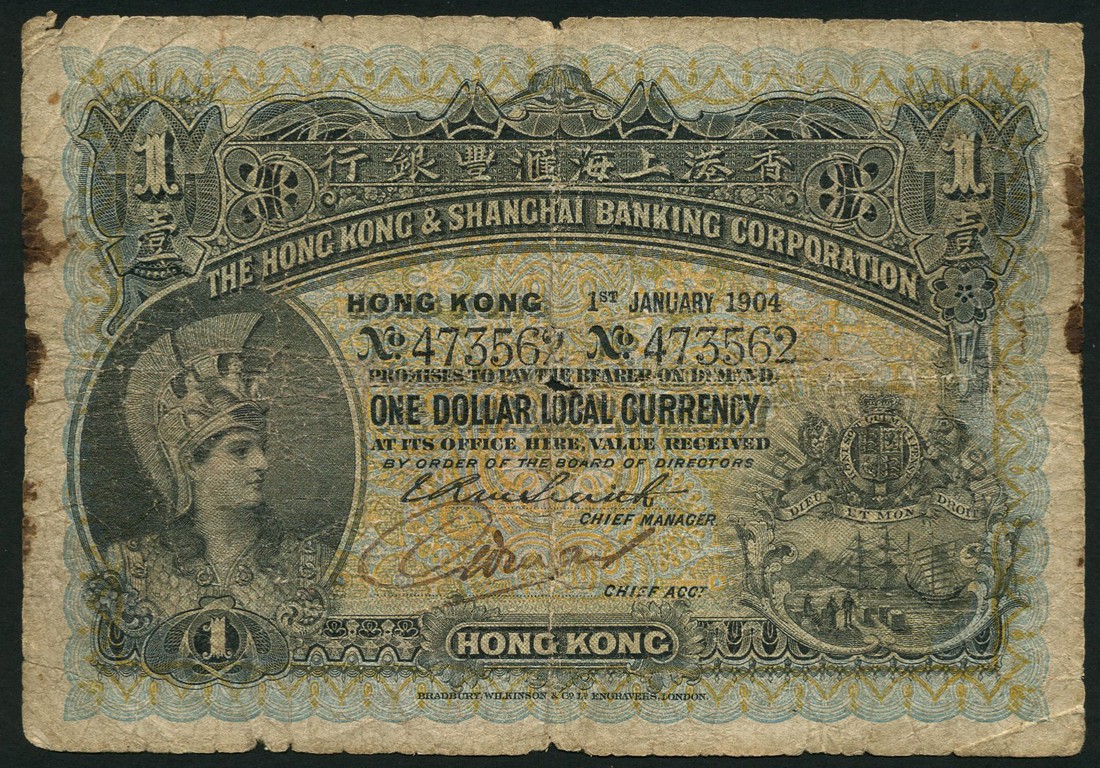 1
壹
香港上海滙豐銀行
1
壹
THE HONG KONG & SHANGHAI BANKING CORPORATION
HONG KONG 1ST JANUARY 1904
No. 473562 No. 473562
PROMISES TO PAY THE BEARER ON DEMAND
ONE DOLLAR LOCAL CURRENCY
AT ITS OFFICE HERE, VALUE RECEIVED
BY ORDER OF THE BOARD OF DIRECTORS
CHIEF MANAGER
CHIEF ACCT
DIEU ET MON DROIT
1
HONG KONG
BRADBURY, WILKINSON & Co. Ld. ENGRAVERS, LONDON.